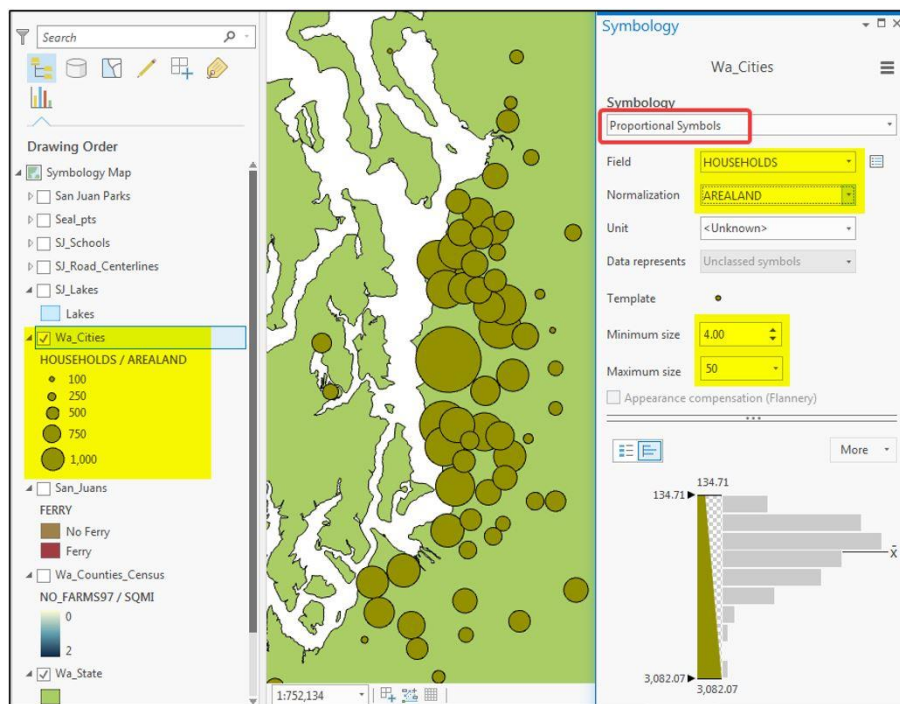 Search
Drawing Order
Symbology Map
San Juan Parks
Seal_pts
SJ_Schools
SJ_Road_Centerlines
SJ_Lakes
Lakes
Wa_Cities
HOUSEHOLDS / AREALAND
100
250
500
750
1,000
San_Juans
FERRY
No Ferry
Ferry
Wa_Counties_Census
NO_FARMS97 / SQMI
0
2
Wa_State
1:752,134
Symbology
Wa_Cities
Symbology
Proportional Symbols
Field HOUSEHOLDS
Normalization AREALAND
Unit <Unknown>
Data represents Unclassed symbols
Template
Minimum size 4.00
Maximum size 50
Appearance compensation (Flannery)
More
134.71
134.71
x̄
3,082.07
3,082.07